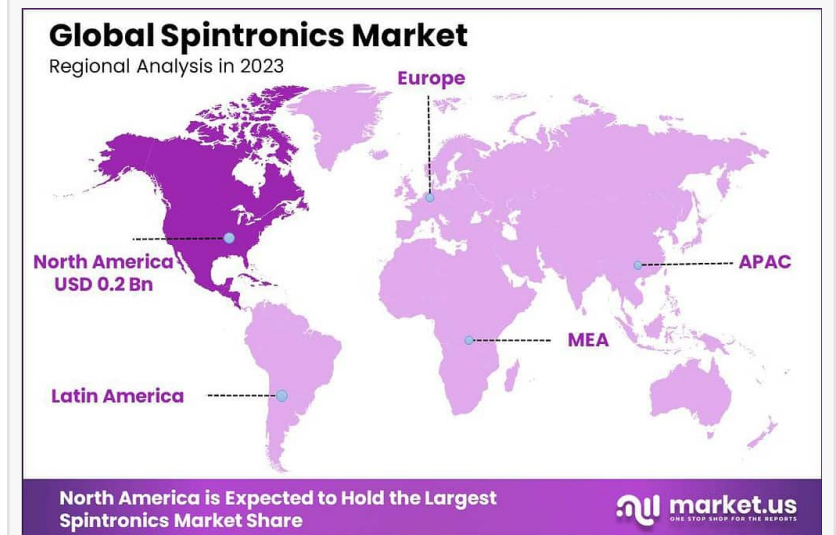 Global Spintronics Market
Regional Analysis in 2023
Europe
North America
USD 0.2 Bn
APAC
MEA
Latin America
North America is Expected to Hold the Largest
Spintronics Market Share
market.us
ONE STOP SHOP FOR THE REPORTS